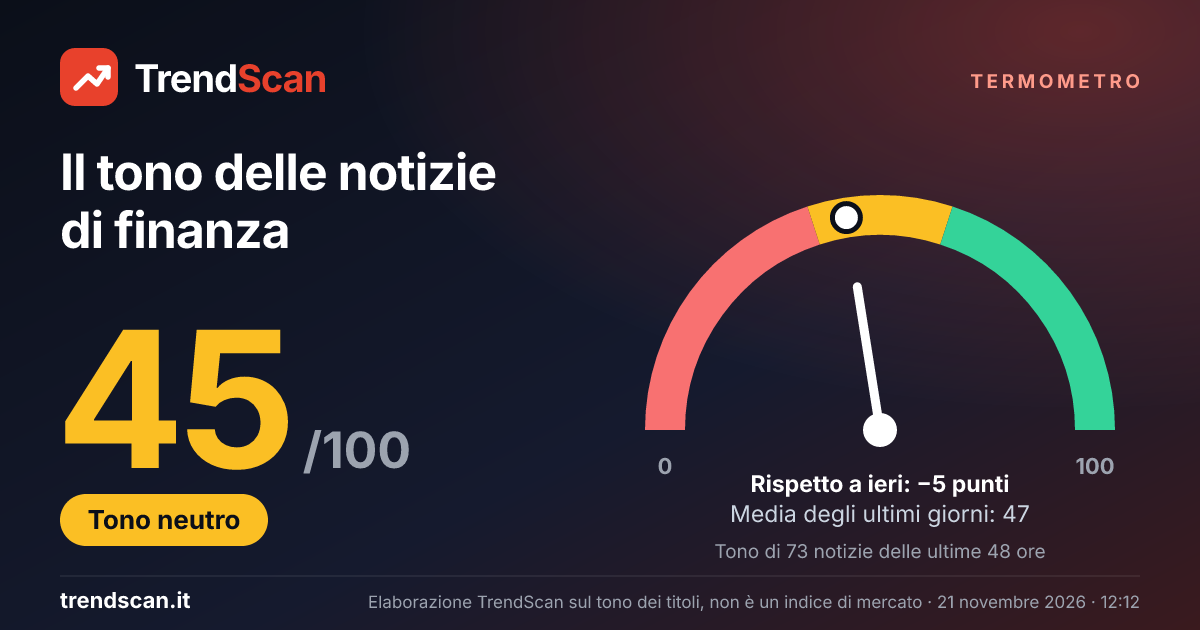 TrendScan
TERMOMETRO
Il tono delle notizie
di finanza
45 /100
Tono neutro
0
100
Rispetto a ieri: −5 punti
Media degli ultimi giorni: 47
Tono di 73 notizie delle ultime 48 ore
trendscan.it
Elaborazione TrendScan sul tono dei titoli, non è un indice di mercato · 21 novembre 2026 · 12:12